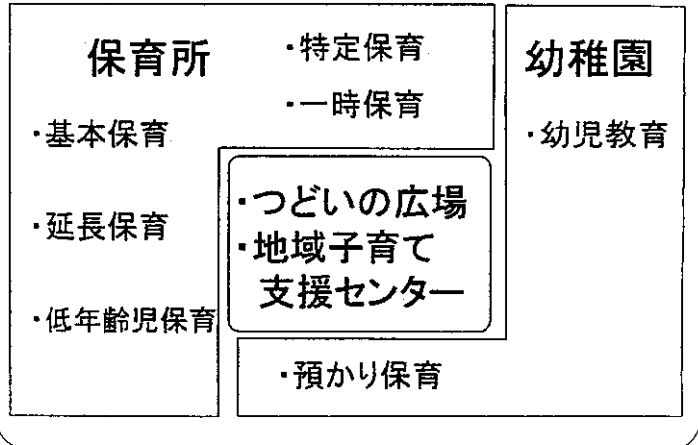 保育所
・特定保育
・一時保育
・基本保育
・延長保育
・低年齢児保育
・つどいの広場
・地域子育て
支援センター
幼稚園
・幼児教育
・預かり保育